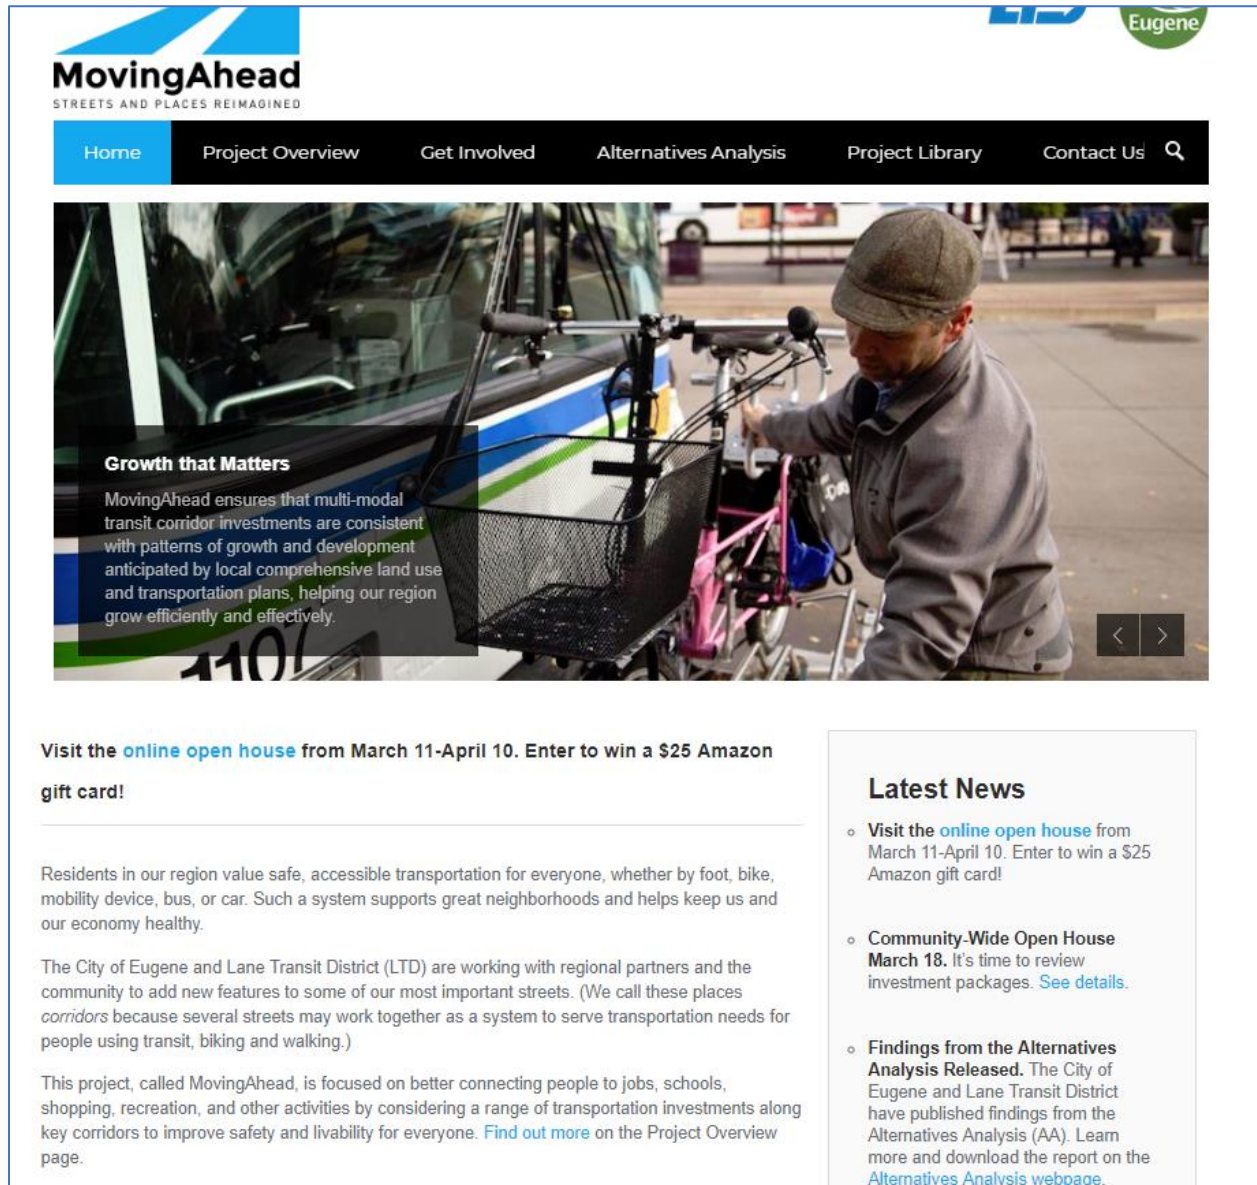 Eugene
MovingAhead
STREETS AND PLACES REIMAGINED
Home
Project Overview
Get Involved
Alternatives Analysis
Project Library
Contact Us
Growth that Matters
MovingAhead ensures that multi-modal
transit corridor investments are consistent
with patterns of growth and development
anticipated by local comprehensive land use
and transportation plans, helping our region
grow efficiently and effectively.
1107
Visit the online open house from March 11-April 10. Enter to win a $25 Amazon
gift card!
Residents in our region value safe, accessible transportation for everyone, whether by foot, bike,
mobility device, bus, or car. Such a system supports great neighborhoods and helps keep us and
our economy healthy.
The City of Eugene and Lane Transit District (LTD) are working with regional partners and the
community to add new features to some of our most important streets. (We call these places
corridors because several streets may work together as a system to serve transportation needs for
people using transit, biking and walking.)
This project, called MovingAhead, is focused on better connecting people to jobs, schools,
shopping, recreation, and other activities by considering a range of transportation investments along
key corridors to improve safety and livability for everyone. Find out more on the Project Overview
page.
Latest News
Visit the online open house from
March 11-April 10. Enter to win a $25
Amazon gift card!
Community-Wide Open House
March 18. It's time to review
investment packages. See details.
Findings from the Alternatives
Analysis Released. The City of
Eugene and Lane Transit District
have published findings from the
Alternatives Analysis (AA). Learn
more and download the report on the
Alternatives Analysis webpage.